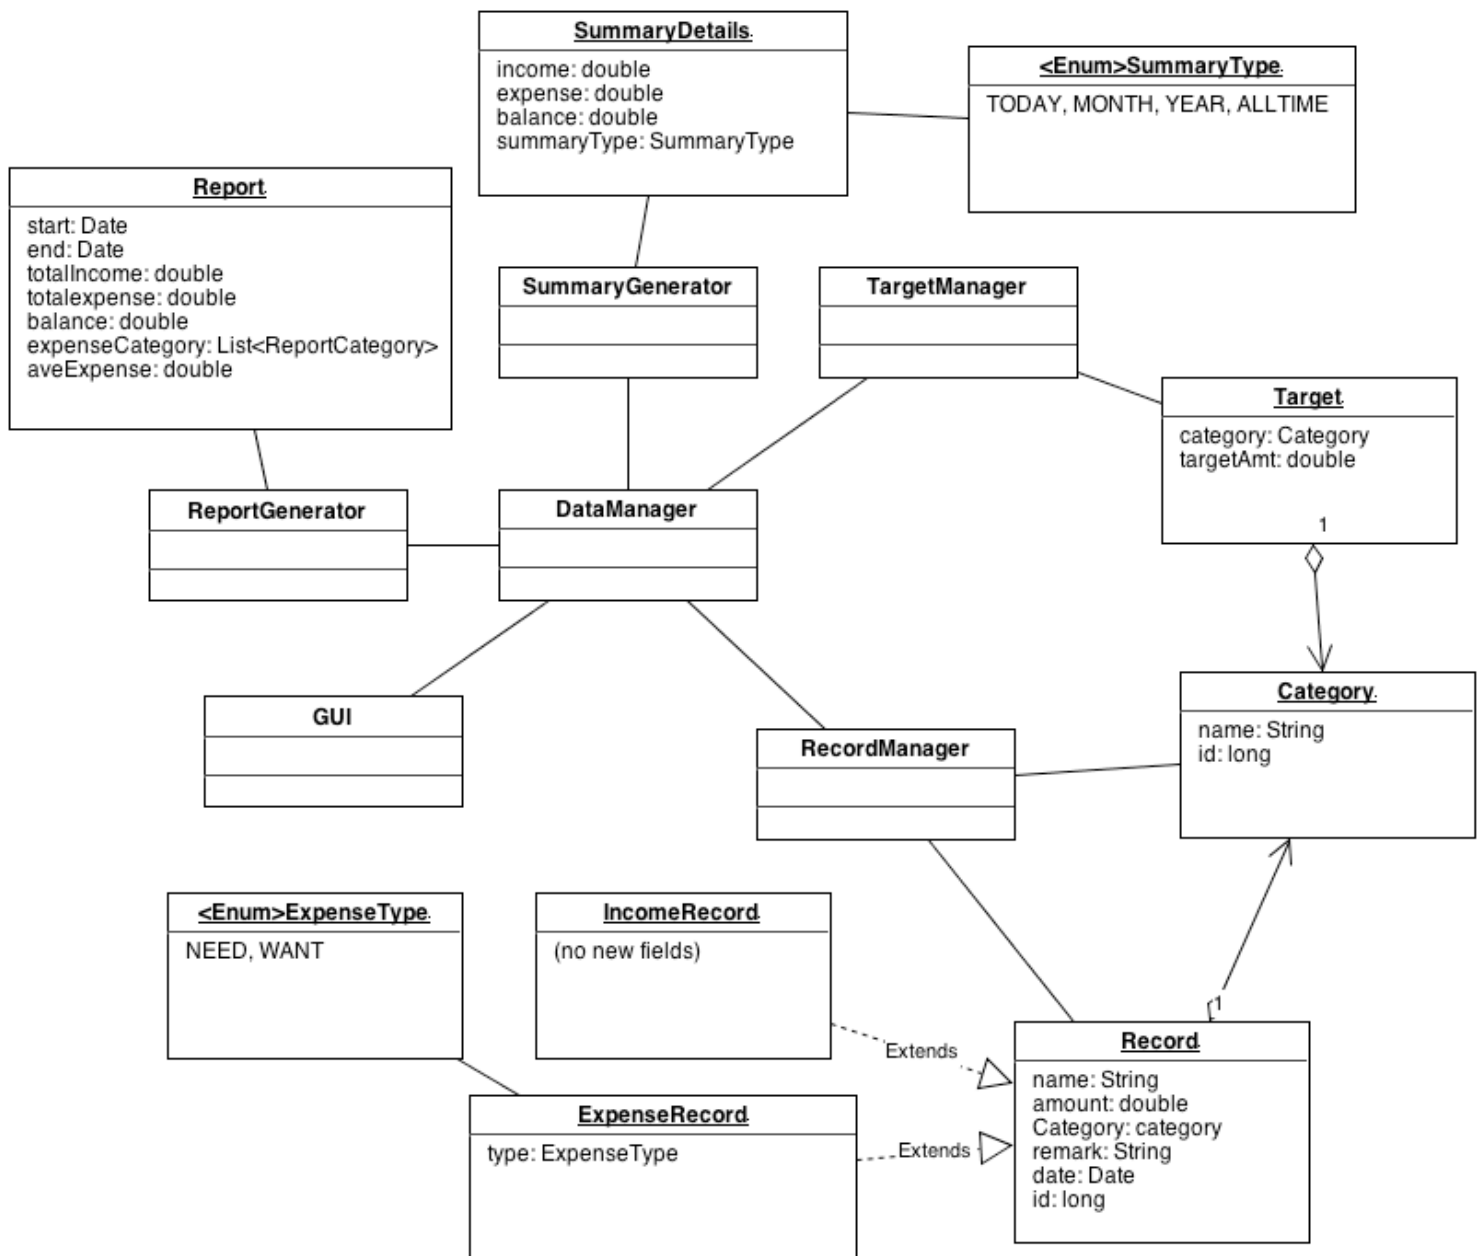 SummaryDetails
income: double
expense: double
balance: double
summaryType: SummaryType
<Enum>SummaryType
TODAY, MONTH, YEAR, ALLTIME
Report
start: Date
end: Date
totalIncome: double
totalexpense: double
balance: double
expenseCategory: List<ReportCategory>
aveExpense: double
SummaryGenerator
TargetManager
Target
category: Category
targetAmt: double
1
ReportGenerator
DataManager
Category
name: String
id: long
GUI
RecordManager
<Enum>ExpenseType
NEED, WANT
IncomeRecord
(no new fields)
1
Extends
Record
name: String
amount: double
Category: category
remark: String
date: Date
id: long
ExpenseRecord
type: ExpenseType
Extends